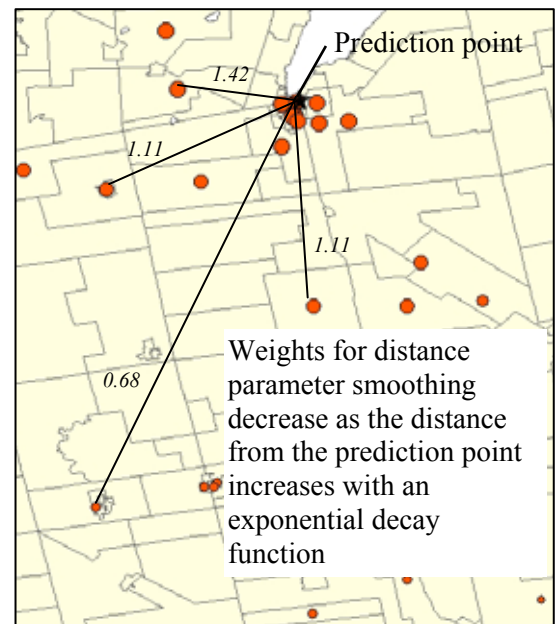 Prediction point
1.42
1.11
1.11
0.68
Weights for distance
parameter smoothing
decrease as the distance
from the prediction point
increases with an
exponential decay
function